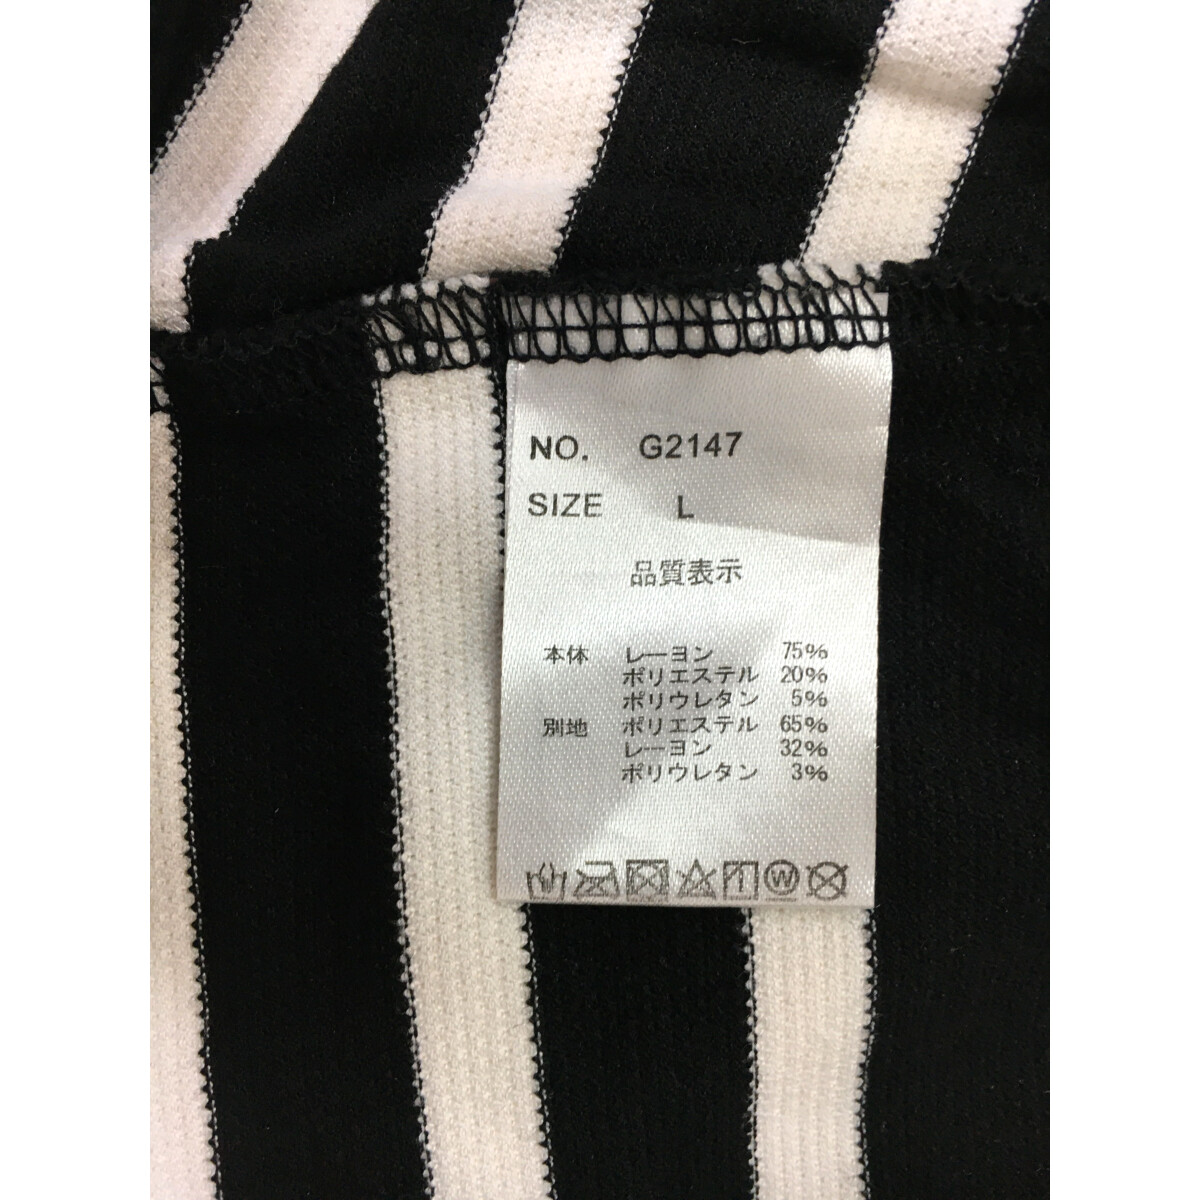 NO. G2147
SIZE L
品質表示
本体 レーヨン 75%
ポリエステル 20%
ポリウレタン 5%
別地 ポリエステル 65%
レーヨン 32%
ポリウレタン 3%
W